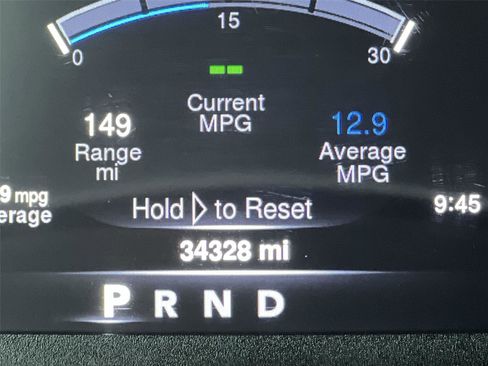 15
0
30
--
Current
MPG
149
Range
mi
12.9
Average
MPG
9 mpg
erage
Hold to Reset
9:45
34328 mi
P R N D